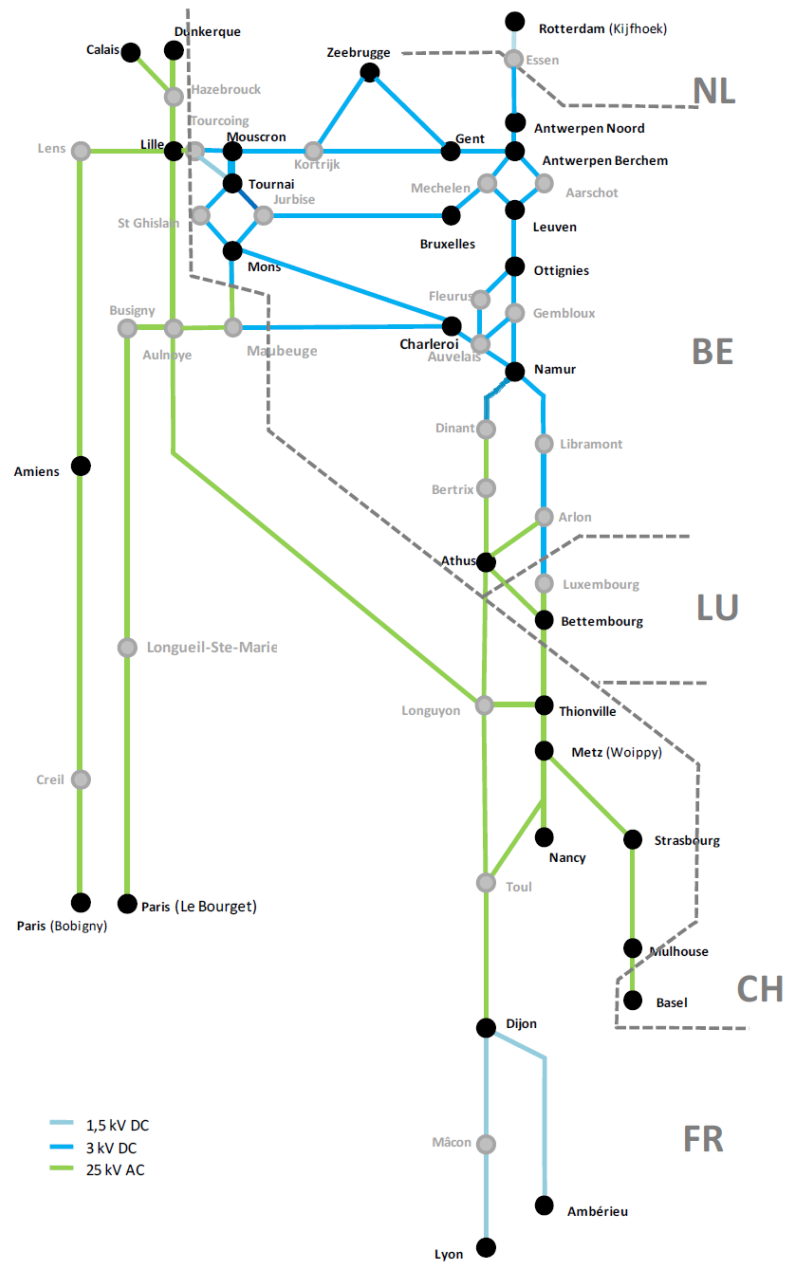 Rotterdam (Kijfhoek)
Dunkerque
Calais
Zeebrugge
Essen
Hazebrouck
NL
Tourcoing
Antwerpen Noord
Lens
Lille
Mouscron
Gent
Kortrijk
Antwerpen Berchem
Tournai
Mechelen
Aarschot
Jurbise
St Ghislain
Leuven
Bruxelles
Mons
Ottignies
Fleurus
Busigny
Gembloux
Charleroi
Aulnoye
Maubeuge
Auvelais
BE
Namur
Dinant
Libramont
Amiens
Bertrix
Arlon
Athus
Luxembourg
LU
Bettembourg
Longueil-Ste-Marie
Longuyon
Thionville
Metz (Woippy)
Creil
Strasbourg
Nancy
Toul
Paris (Le Bourget)
Paris (Bobigny)
Mulhouse
CH
Basel
Dijon
1,5 kV DC
3 kV DC
25 kV AC
FR
Mâcon
Ambérieu
Lyon